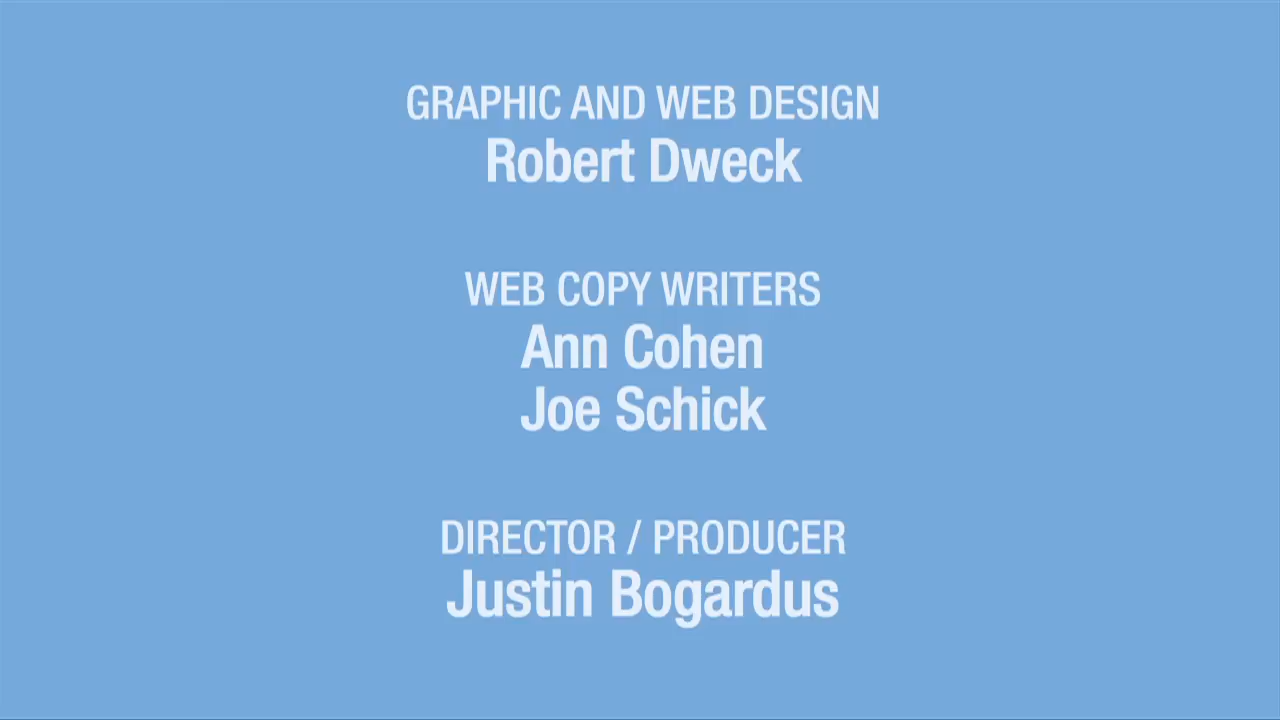 GRAPHIC AND WEB DESIGN
Robert Dweck
WEB COPY WRITERS
Ann Cohen
Joe Schick
DIRECTOR / PRODUCER
Justin Bogardus